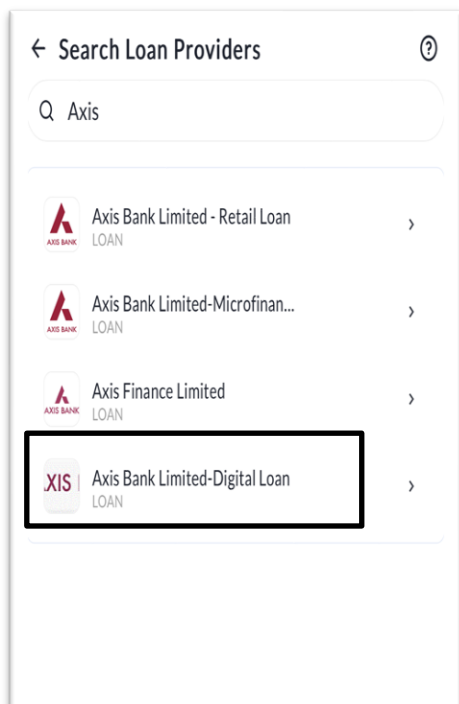 ← Search Loan Providers ?
Axis
Axis Bank Limited - Retail Loan
AXIS BANK
LOAN
Axis Bank Limited-Microfinan...
AXIS BANK
LOAN
Axis Finance Limited
AXIS BANK
LOAN
XIS
Axis Bank Limited-Digital Loan
LOAN